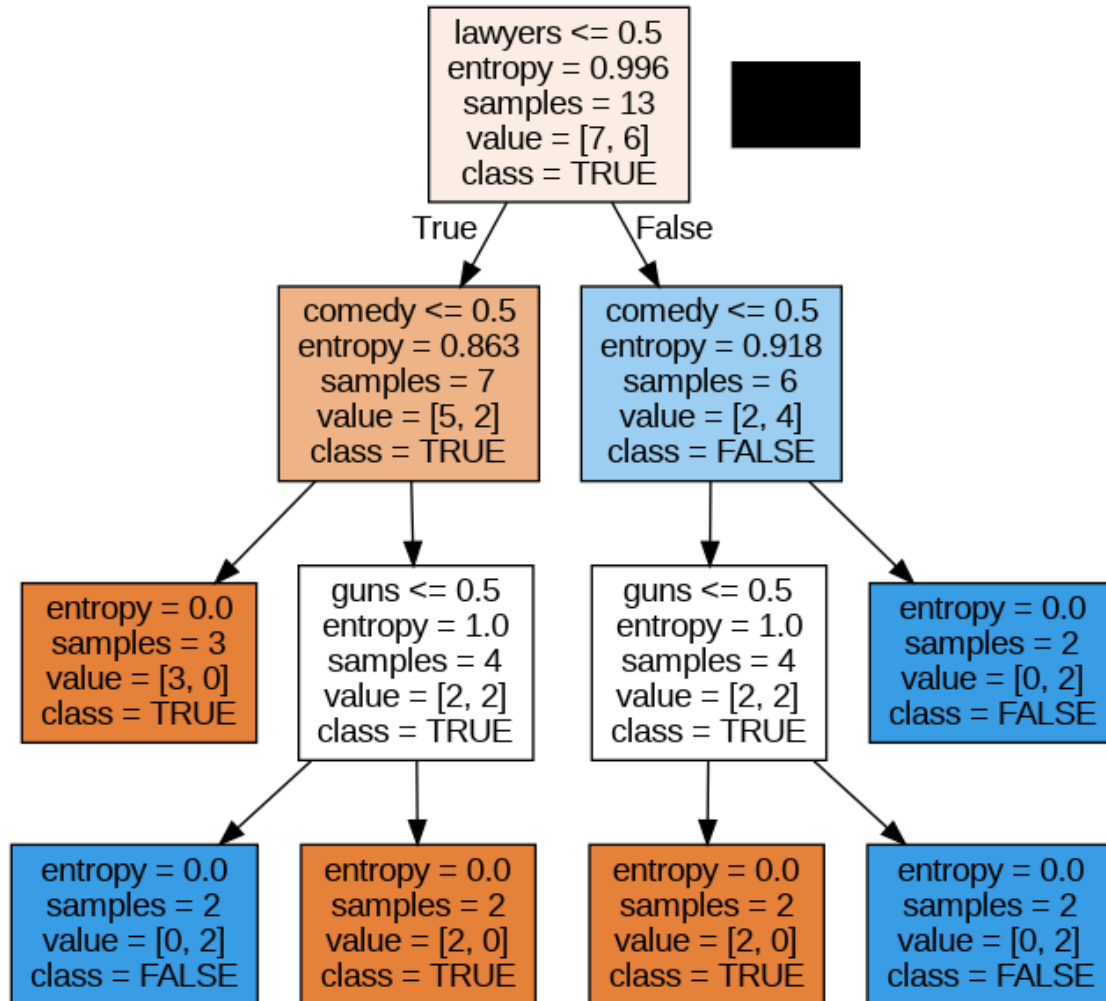 lawyers <= 0.5
entropy = 0.996
samples = 13
value = [7, 6]
class = TRUE
True
False
comedy <= 0.5
entropy = 0.863
samples = 7
value = [5, 2]
class = TRUE
comedy <= 0.5
entropy = 0.918
samples = 6
value = [2, 4]
class = FALSE
entropy = 0.0
samples = 3
value = [3, 0]
class = TRUE
guns <= 0.5
entropy = 1.0
samples = 4
value = [2, 2]
class = TRUE
guns <= 0.5
entropy = 1.0
samples = 4
value = [2, 2]
class = TRUE
entropy = 0.0
samples = 2
value = [0, 2]
class = FALSE
entropy = 0.0
samples = 2
value = [0, 2]
class = FALSE
entropy = 0.0
samples = 2
value = [2, 0]
class = TRUE
entropy = 0.0
samples = 2
value = [2, 0]
class = TRUE
entropy = 0.0
samples = 2
value = [0, 2]
class = FALSE